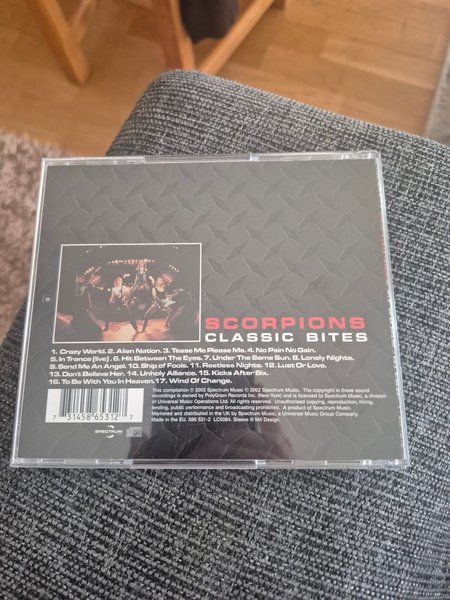 SCORPIONS
CLASSIC BITES
1. Crazy World. 2. Alien Nation. 3. Tease Me Please Me. 4. No Pain No Gain.
5. In Trance (live). 6. Hit Between The Eyes. 7. Under The Same Sun. 8. Lonely Nights.
9. Send Me An Angel. 10. Ship of Fools. 11. Restless Nights. 12. Lust Or Love.
13. Don't Believe Her. 14. Unholy Alliance. 15. Kicks After Six.
16. To Be With You In Heaven. 17. Wind Of Change.
This compilation ℗ 2002 Spectrum Music. © 2002 Spectrum Music. The copyright in these sound
recordings is owned by PolyGram Records Inc. (New York) and is licensed to Spectrum Music, a division
of Universal Music Operations Ltd. All rights reserved. Unauthorised copying, reproduction, hiring,
lending, public performance and broadcasting prohibited. A product of Spectrum Music.
Marketed and distributed in the UK by Spectrum Music, a Universal Music Group Company.
Made in the EU. 586 531-2. LC5064. Sleeve @ M4 Design.
7 31458 65312 7
SPECTRUM